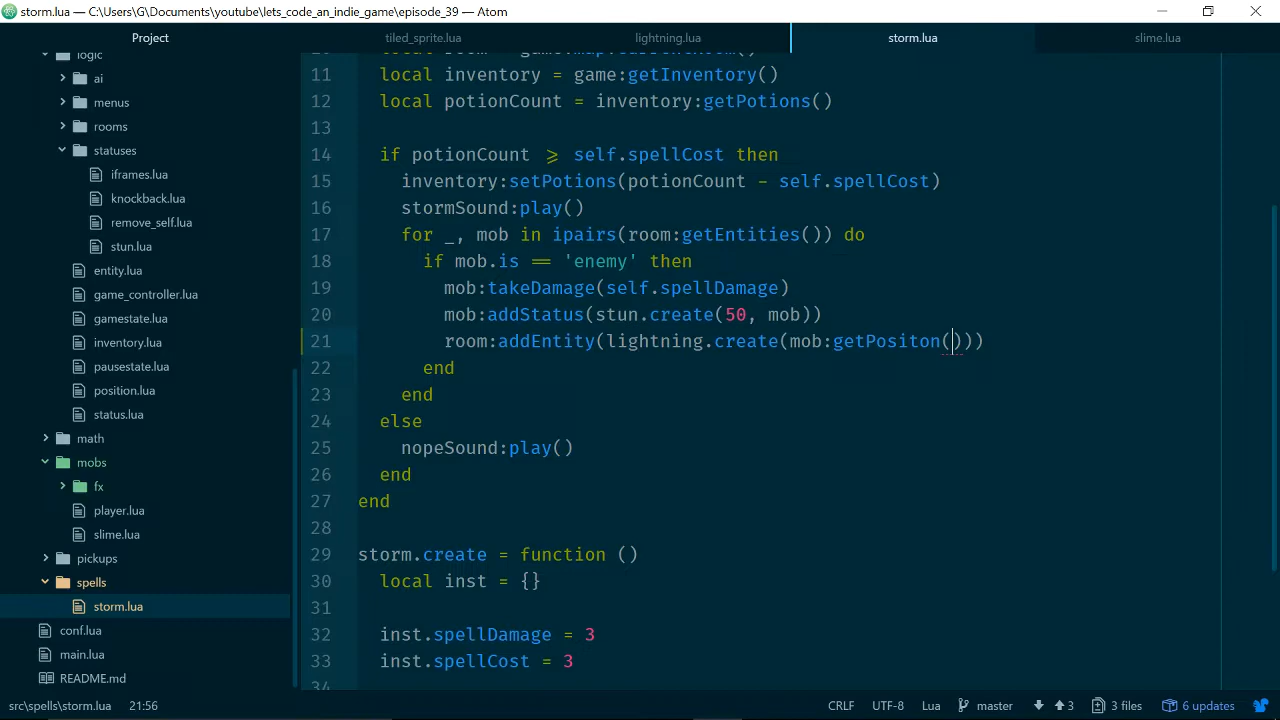 storm.lua — C:\Users\G\Documents\youtube\lets_code_an_indie_game\episode_39 — Atom
Project
tiled_sprite.lua
lightning.lua
storm.lua
slime.lua
logic
ai
menus
rooms
statuses
iframes.lua
knockback.lua
remove_self.lua
stun.lua
entity.lua
game_controller.lua
gamestate.lua
inventory.lua
pausestate.lua
position.lua
status.lua
math
mobs
fx
player.lua
slime.lua
pickups
spells
storm.lua
conf.lua
main.lua
README.md
11 local inventory = game:getInventory()
12 local potionCount = inventory:getPotions()
13
14 if potionCount >= self.spellCost then
15 inventory:setPotions(potionCount - self.spellCost)
16 stormSound:play()
17 for _, mob in ipairs(room:getEntities()) do
18 if mob.is == 'enemy' then
19 mob:takeDamage(self.spellDamage)
20 mob:addStatus(stun.create(50, mob))
21 room:addEntity(lightning.create(mob:getPositon()))
22 end
23 end
24 else
25 nopeSound:play()
26 end
27 end
28
29 storm.create = function ()
30 local inst = {}
31
32 inst.spellDamage = 3
33 inst.spellCost = 3
34
src\spells\storm.lua 21:56 CRLF UTF-8 Lua master 3 3 files 6 updates